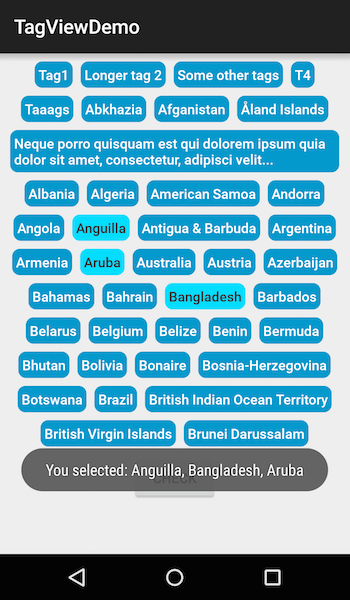 TagViewDemo
Tag1 Longer tag 2 Some other tags T4
Taaags Abkhazia Afganistan Åland Islands
Neque porro quisquam est qui dolorem ipsum quia
dolor sit amet, consectetur, adipisci velit...
Albania Algeria American Samoa Andorra
Angola Anguilla Antigua & Barbuda Argentina
Armenia Aruba Australia Austria Azerbaijan
Bahamas Bahrain Bangladesh Barbados
Belarus Belgium Belize Benin Bermuda
Bhutan Bolivia Bonaire Bosnia-Herzegovina
Botswana Brazil British Indian Ocean Territory
British Virgin Islands Brunei Darussalam
You selected: Anguilla, Bangladesh, Aruba
CHECK